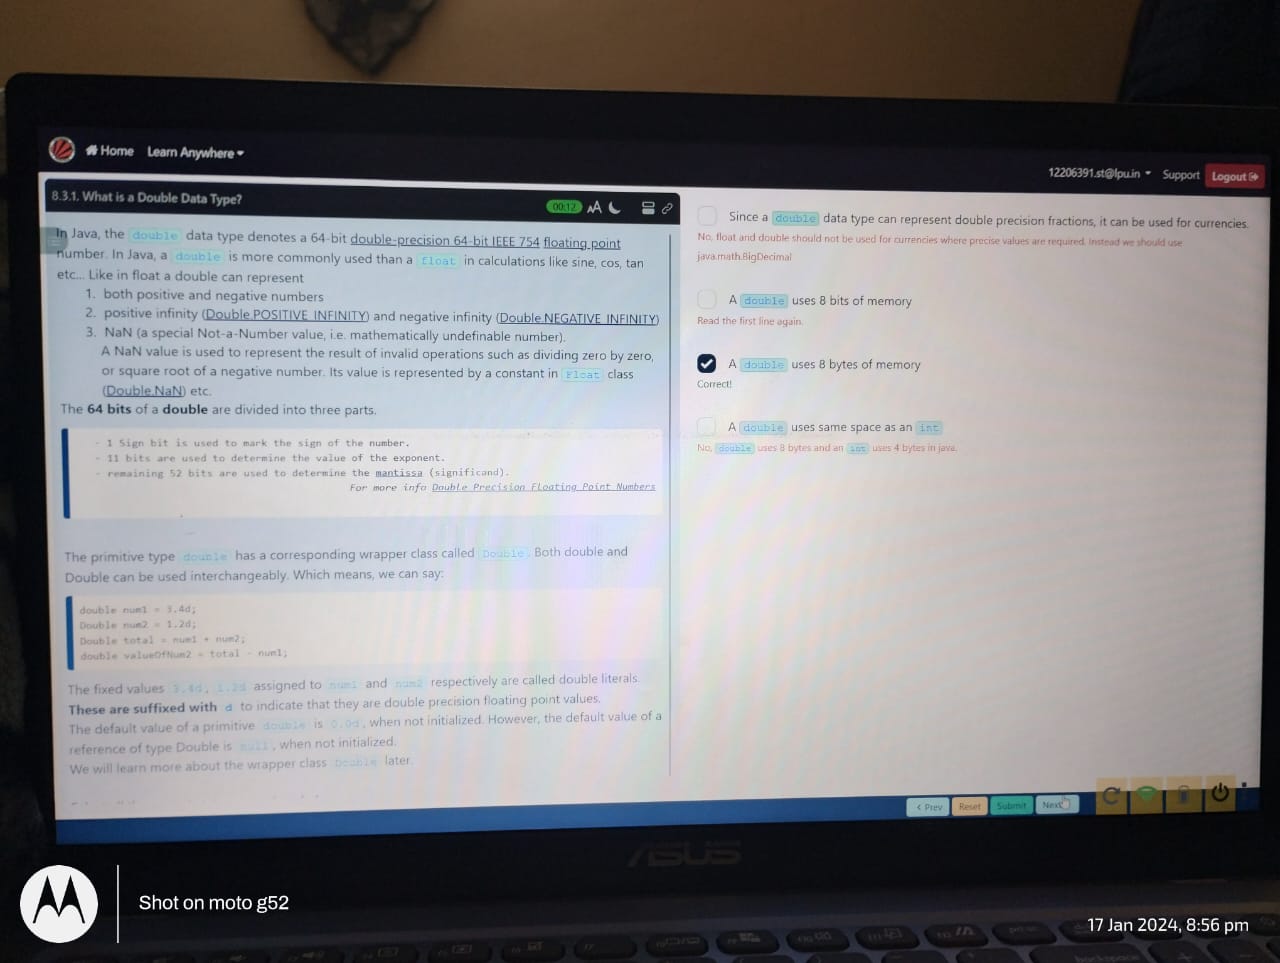 Home Learn Anywhere
12206391.st@lpu.in Support Logout
8.3.1. What is a Double Data Type?
00:12 AA
In Java, the double data type denotes a 64-bit double-precision 64-bit IEEE 754 floating point
number. In Java, a double is more commonly used than a float in calculations like sine, cos, tan
etc... Like in float a double can represent
1. both positive and negative numbers
2. positive infinity (Double.POSITIVE_INFINITY) and negative infinity (Double.NEGATIVE_INFINITY)
3. NaN (a special Not-a-Number value, i.e. mathematically undefinable number).
A NaN value is used to represent the result of invalid operations such as dividing zero by zero,
or square root of a negative number. Its value is represented by a constant in Float class
(Double.NaN) etc.
The 64 bits of a double are divided into three parts.
- 1 Sign bit is used to mark the sign of the number.
- 11 bits are used to determine the value of the exponent.
- remaining 52 bits are used to determine the mantissa (significand).
For more info Double Precision Floating Point Numbers
The primitive type double has a corresponding wrapper class called Double. Both double and
Double can be used interchangeably. Which means, we can say:
double num1 = 3.4d;
Double num2 = 1.2d;
Double total = num1 + num2;
double valueOfNum2 = total - num1;
The fixed values 3.4d, 1.2d assigned to num1 and num2 respectively are called double literals.
These are suffixed with d to indicate that they are double precision floating point values.
The default value of a primitive double is 0.0d, when not initialized. However, the default value of a
reference of type Double is null, when not initialized.
We will learn more about the wrapper class Double later.
Since a double data type can represent double precision fractions, it can be used for currencies.
No, float and double should not be used for currencies where precise values are required. Instead we should use
java.math.BigDecimal
A double uses 8 bits of memory
Read the first line again.
A double uses 8 bytes of memory
Correct!
A double uses same space as an int
No, double uses 8 bytes and an int uses 4 bytes in java.
< Prev Reset Submit Next
ASUS
Shot on moto g52
17 Jan 2024, 8:56 pm
backspace